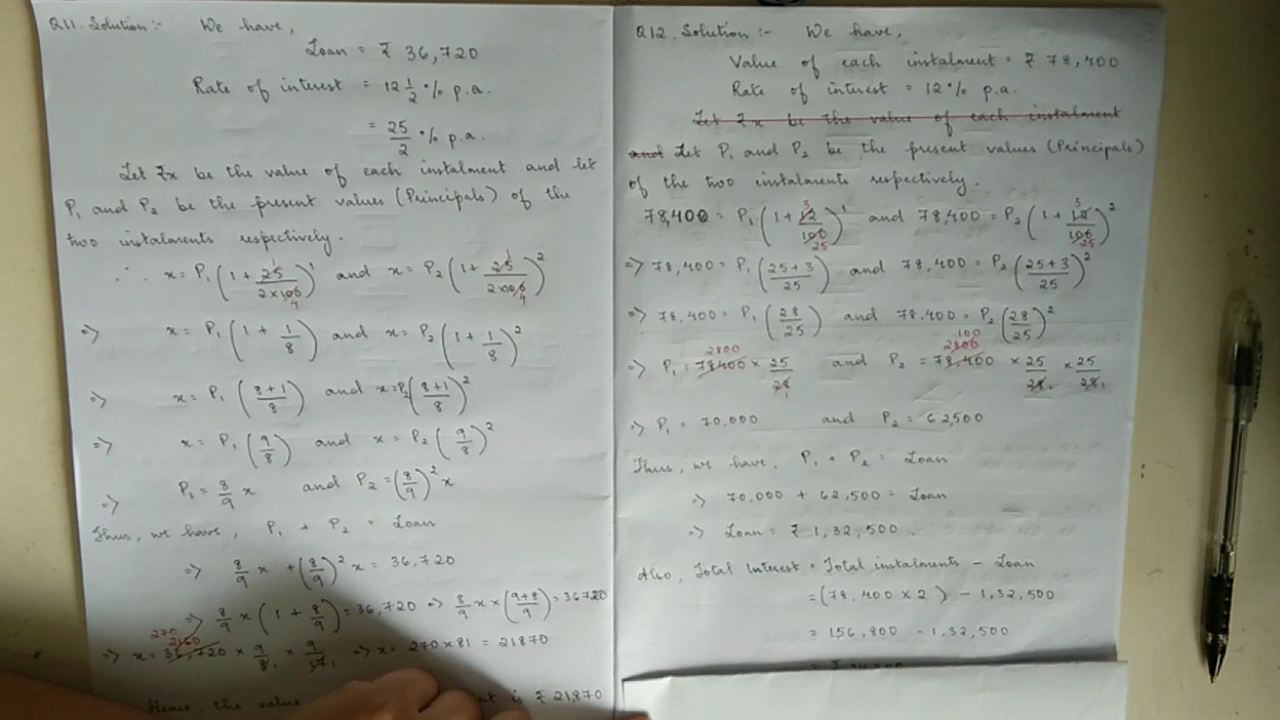 Q11. Solution :- We have,
Loan = ₹ 36,720
Rate of interest = 12 1/2 % p.a.
= 25/2 % p.a.
Let ₹x be the value of each instalment and let
P₁ and P₂ be the present values (Principals) of the
two instalments respectively.
∴ x = P₁ (1 + 25/(2×100))¹ and x = P₂ (1 + 25/(2×100))²
=> x = P₁ (1 + 1/8) and x = P₂ (1 + 1/8)²
=> x = P₁ ((8+1)/8) and x = P₂ ((8+1)/8)²
=> x = P₁ (9/8) and x = P₂ (9/8)²
=> P₁ = 8/9 x and P₂ = (8/9)² x
Thus, we have, P₁ + P₂ = Loan
=> 8/9 x + (8/9)² x = 36,720
=> 8/9 x (1 + 8/9) = 36,720 => 8/9 x × ((9+8)/9) = 36720
=> x = 36,720 × 9/8 × 9/17 => x = 270 × 81 = 21870
Hence, the value is ₹ 21,870
Q12. Solution :- We have,
Value of each instalment = ₹ 78,400
Rate of interest = 12 % p.a.
Let ₹ x be the value of each instalment
and Let P₁ and P₂ be the present values (Principals)
of the two instalments respectively.
78,400 = P₁ (1 + 12/100)¹ and 78,400 = P₂ (1 + 12/100)²
=> 78,400 = P₁ ((25+3)/25) and 78,400 = P₂ ((25+3)/25)²
=> 78,400 = P₁ (28/25) and 78,400 = P₂ (28/25)²
=> P₁ = 78400 × 25/28 and P₂ = 78,400 × 25/28 × 25/28
=> P₁ = 70,000 and P₂ = 62,500
Thus, we have, P₁ + P₂ = Loan
=> 70,000 + 62,500 = Loan
=> Loan = ₹ 1,32,500.
Also, Total Interest = Total instalments - Loan
= (78,400 × 2) - 1,32,500
= 156,800 - 1,32,500